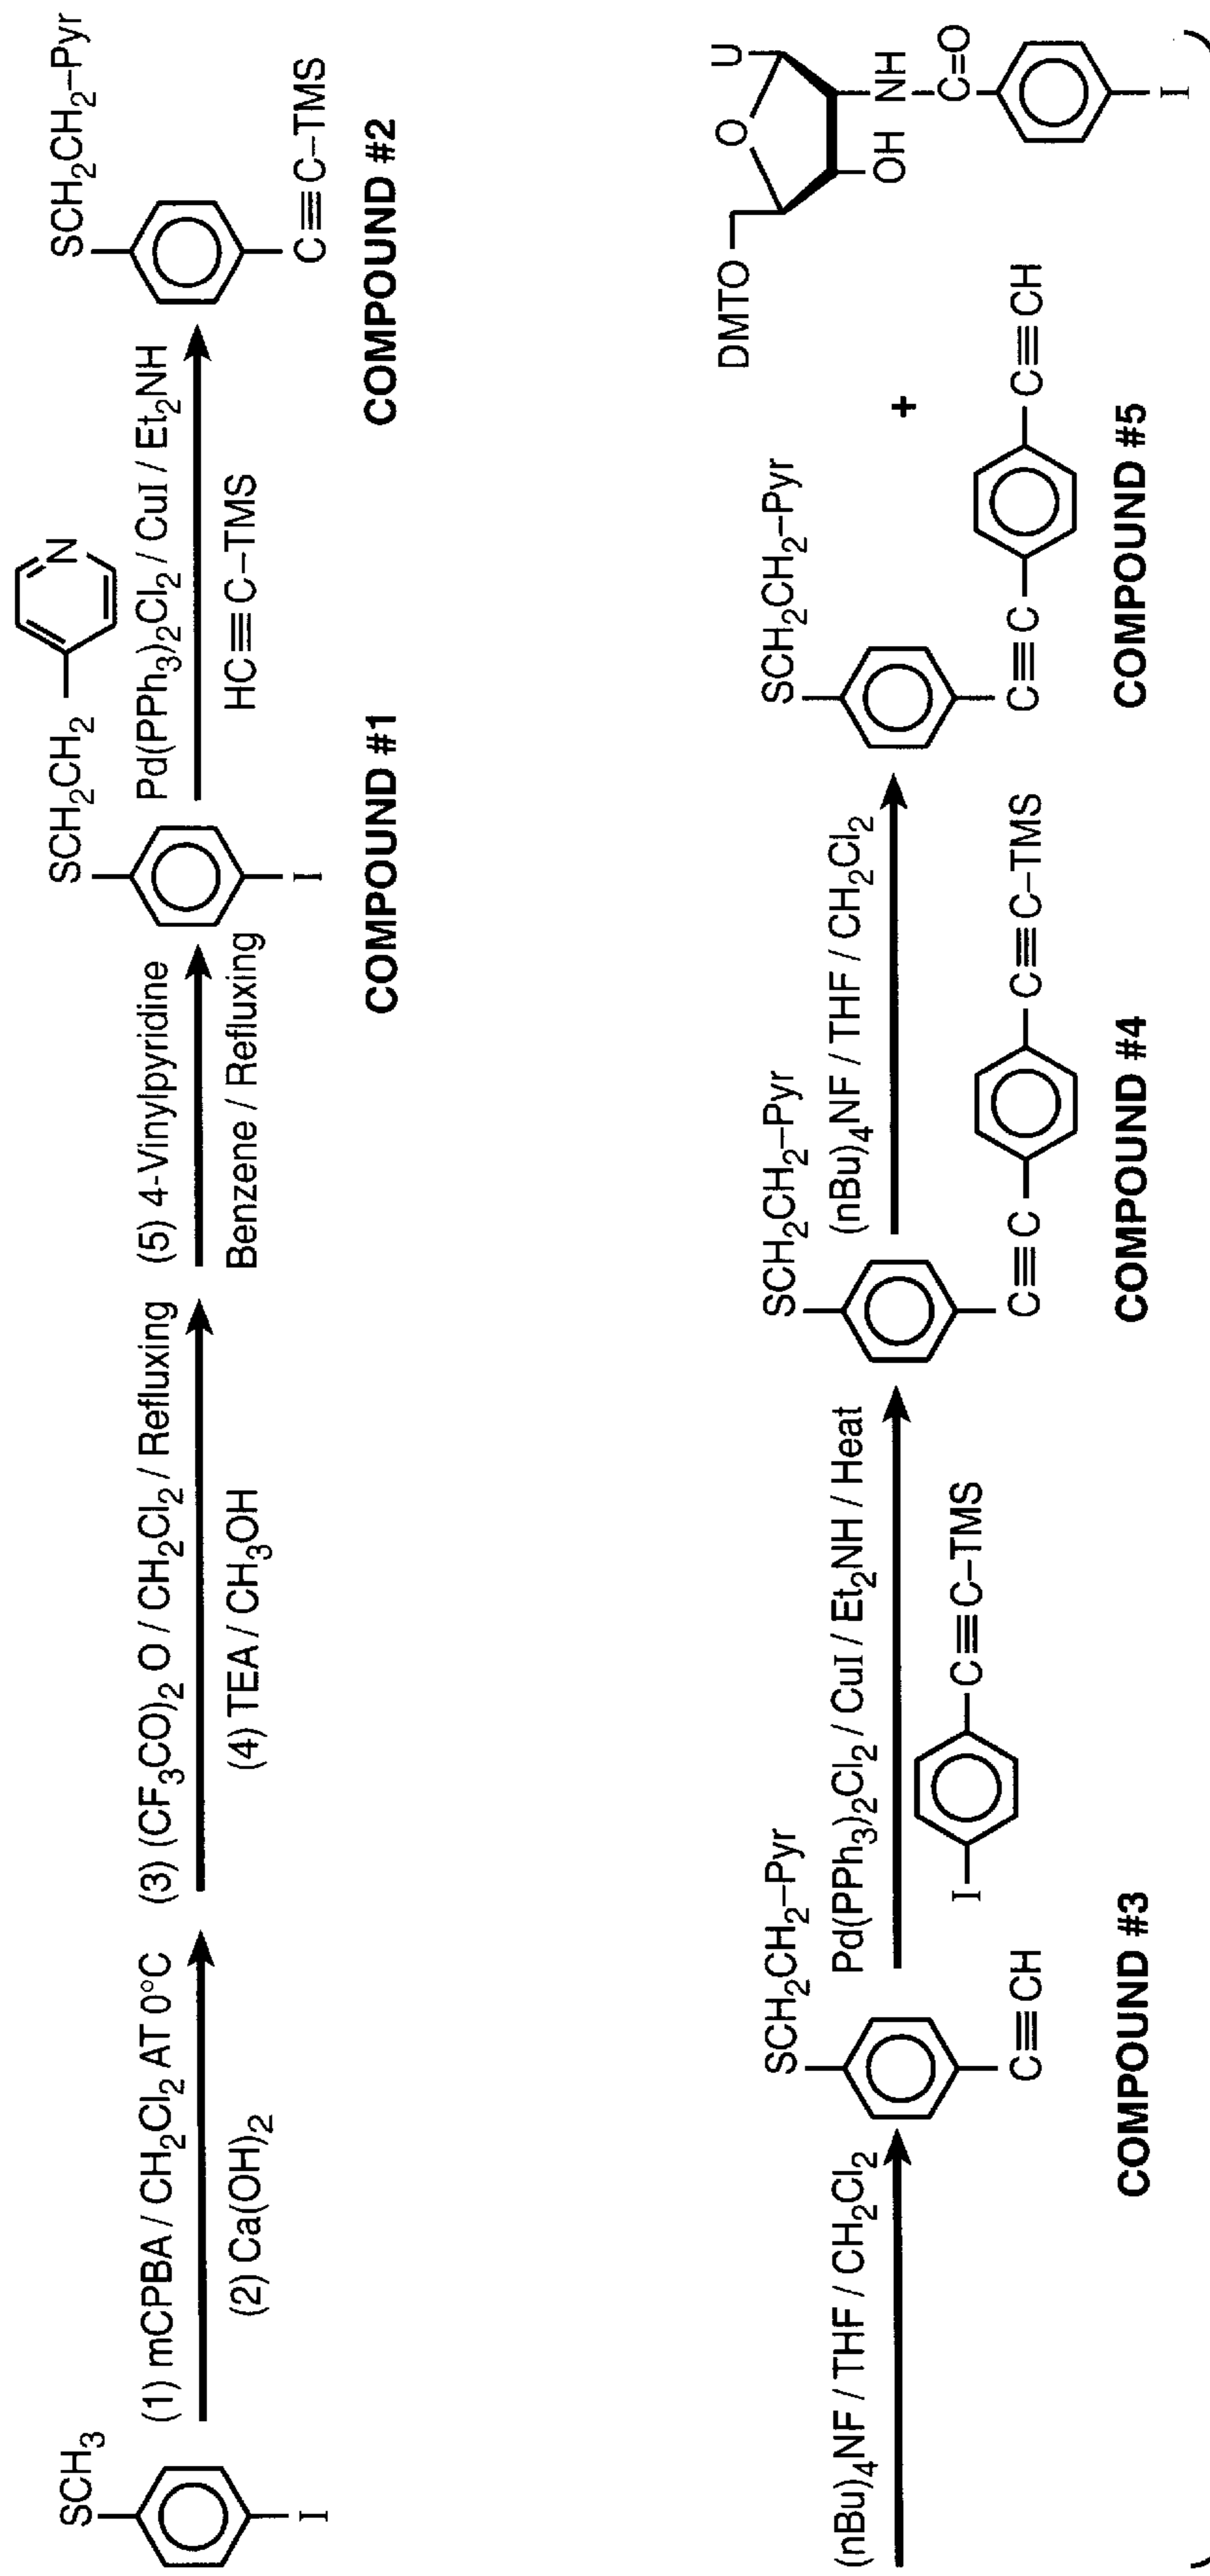 SCH3
I
(1) mCPBA / CH2Cl2 AT 0°C
(2) Ca(OH)2
(3) (CF3CO)2 O / CH2Cl2 / Refluxing
(4) TEA / CH3OH
(5) 4-Vinylpyridine
Benzene / Refluxing
SCH2CH2
N
I
COMPOUND #1
Pd(PPh3)2Cl2 / CuI / Et2NH
HC≡C–TMS
SCH2CH2–Pyr
C≡C–TMS
COMPOUND #2
(nBu)4NF / THF / CH2Cl2
SCH2CH2–Pyr
C≡CH
COMPOUND #3
Pd(PPh3)2Cl2 / CuI / Et2NH / Heat
I
C≡C–TMS
SCH2CH2–Pyr
C≡C
C≡C–TMS
COMPOUND #4
(nBu)4NF / THF / CH2Cl2
SCH2CH2–Pyr
C≡C
C≡CH
COMPOUND #5
+
DMTO
O
U
OH
NH
C=O
I